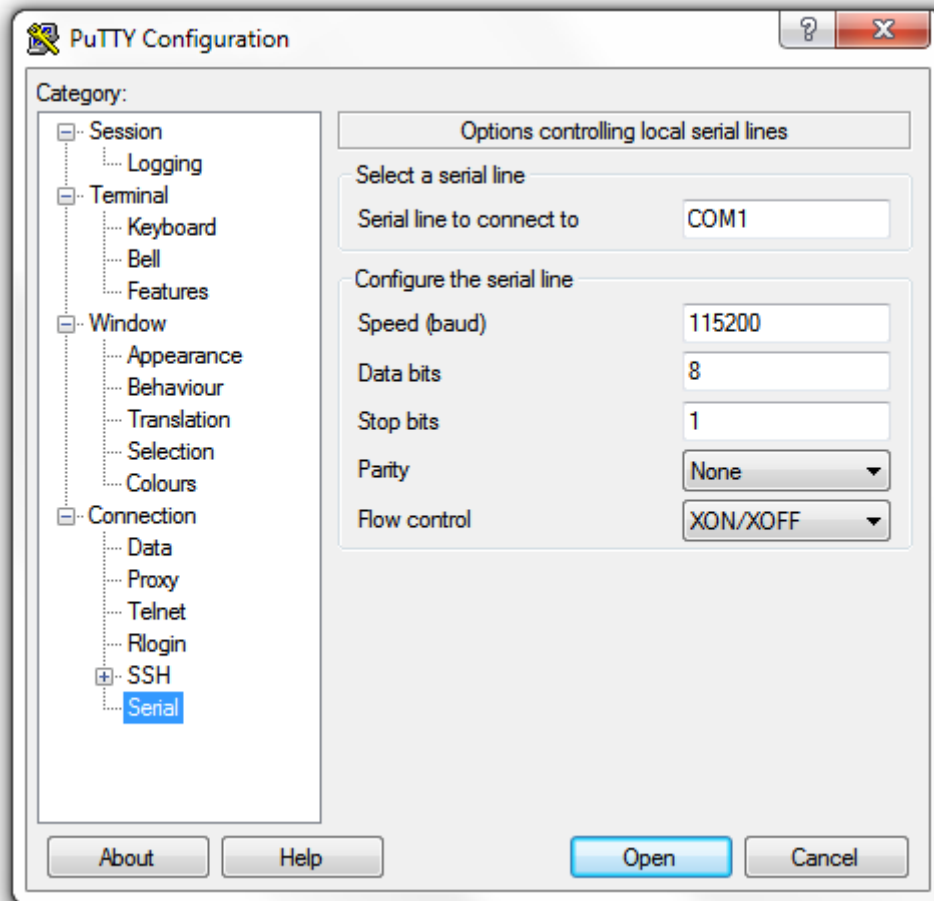 PuTTY Configuration
?
X
Category:
Session
Logging
Terminal
Keyboard
Bell
Features
Window
Appearance
Behaviour
Translation
Selection
Colours
Connection
Data
Proxy
Telnet
Rlogin
SSH
Serial
Options controlling local serial lines
Select a serial line
Serial line to connect to COM1
Configure the serial line
Speed (baud) 115200
Data bits 8
Stop bits 1
Parity None
Flow control XON/XOFF
About Help Open Cancel